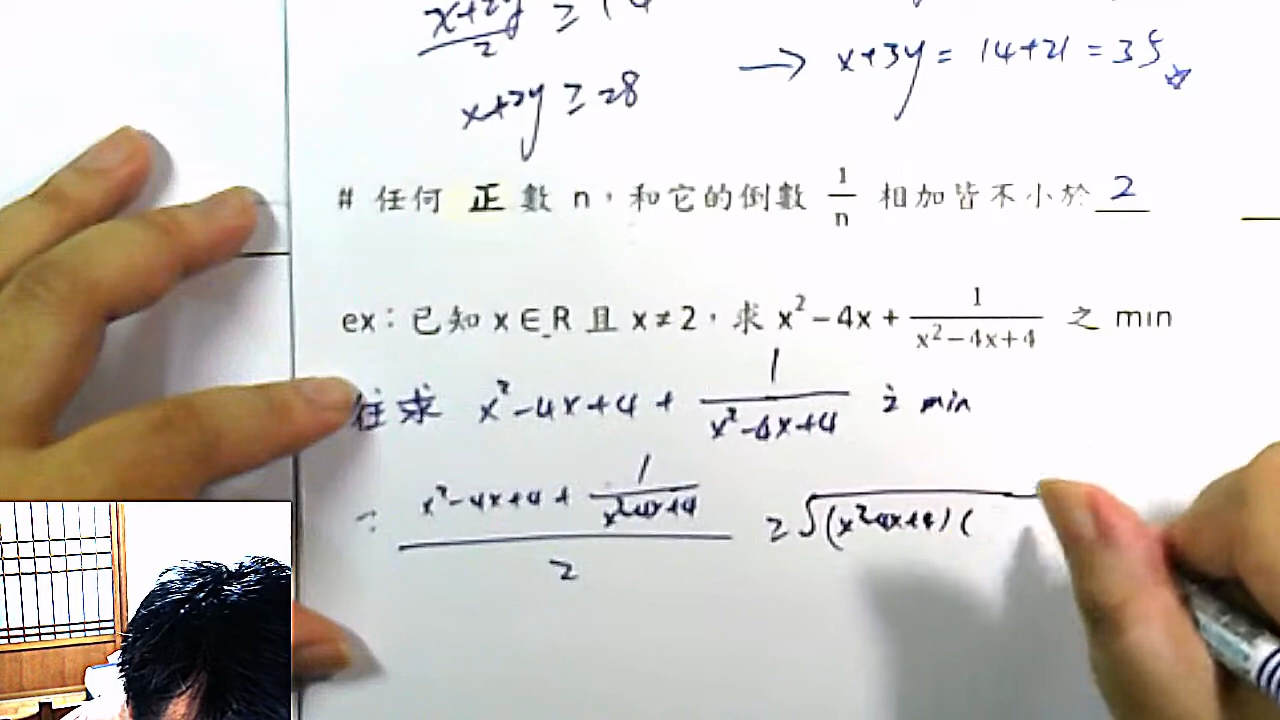 x+2y / 2 ≥ 14
x+2y ≥ 28
→ x+3y = 14+21 = 35
# 任何 正 數 n，和它的倒數 1/n 相加皆不小於 2
ex：已知 x∈R 且 x≠2，求 x²-4x+ 1/(x²-4x+4) 之 min
求 x²-4x+4 + 1/(x²-4x+4) 之 min
∴ (x²-4x+4 + 1/(x²-4x+4)) / 2 ≥ √(x²-4x+4)(